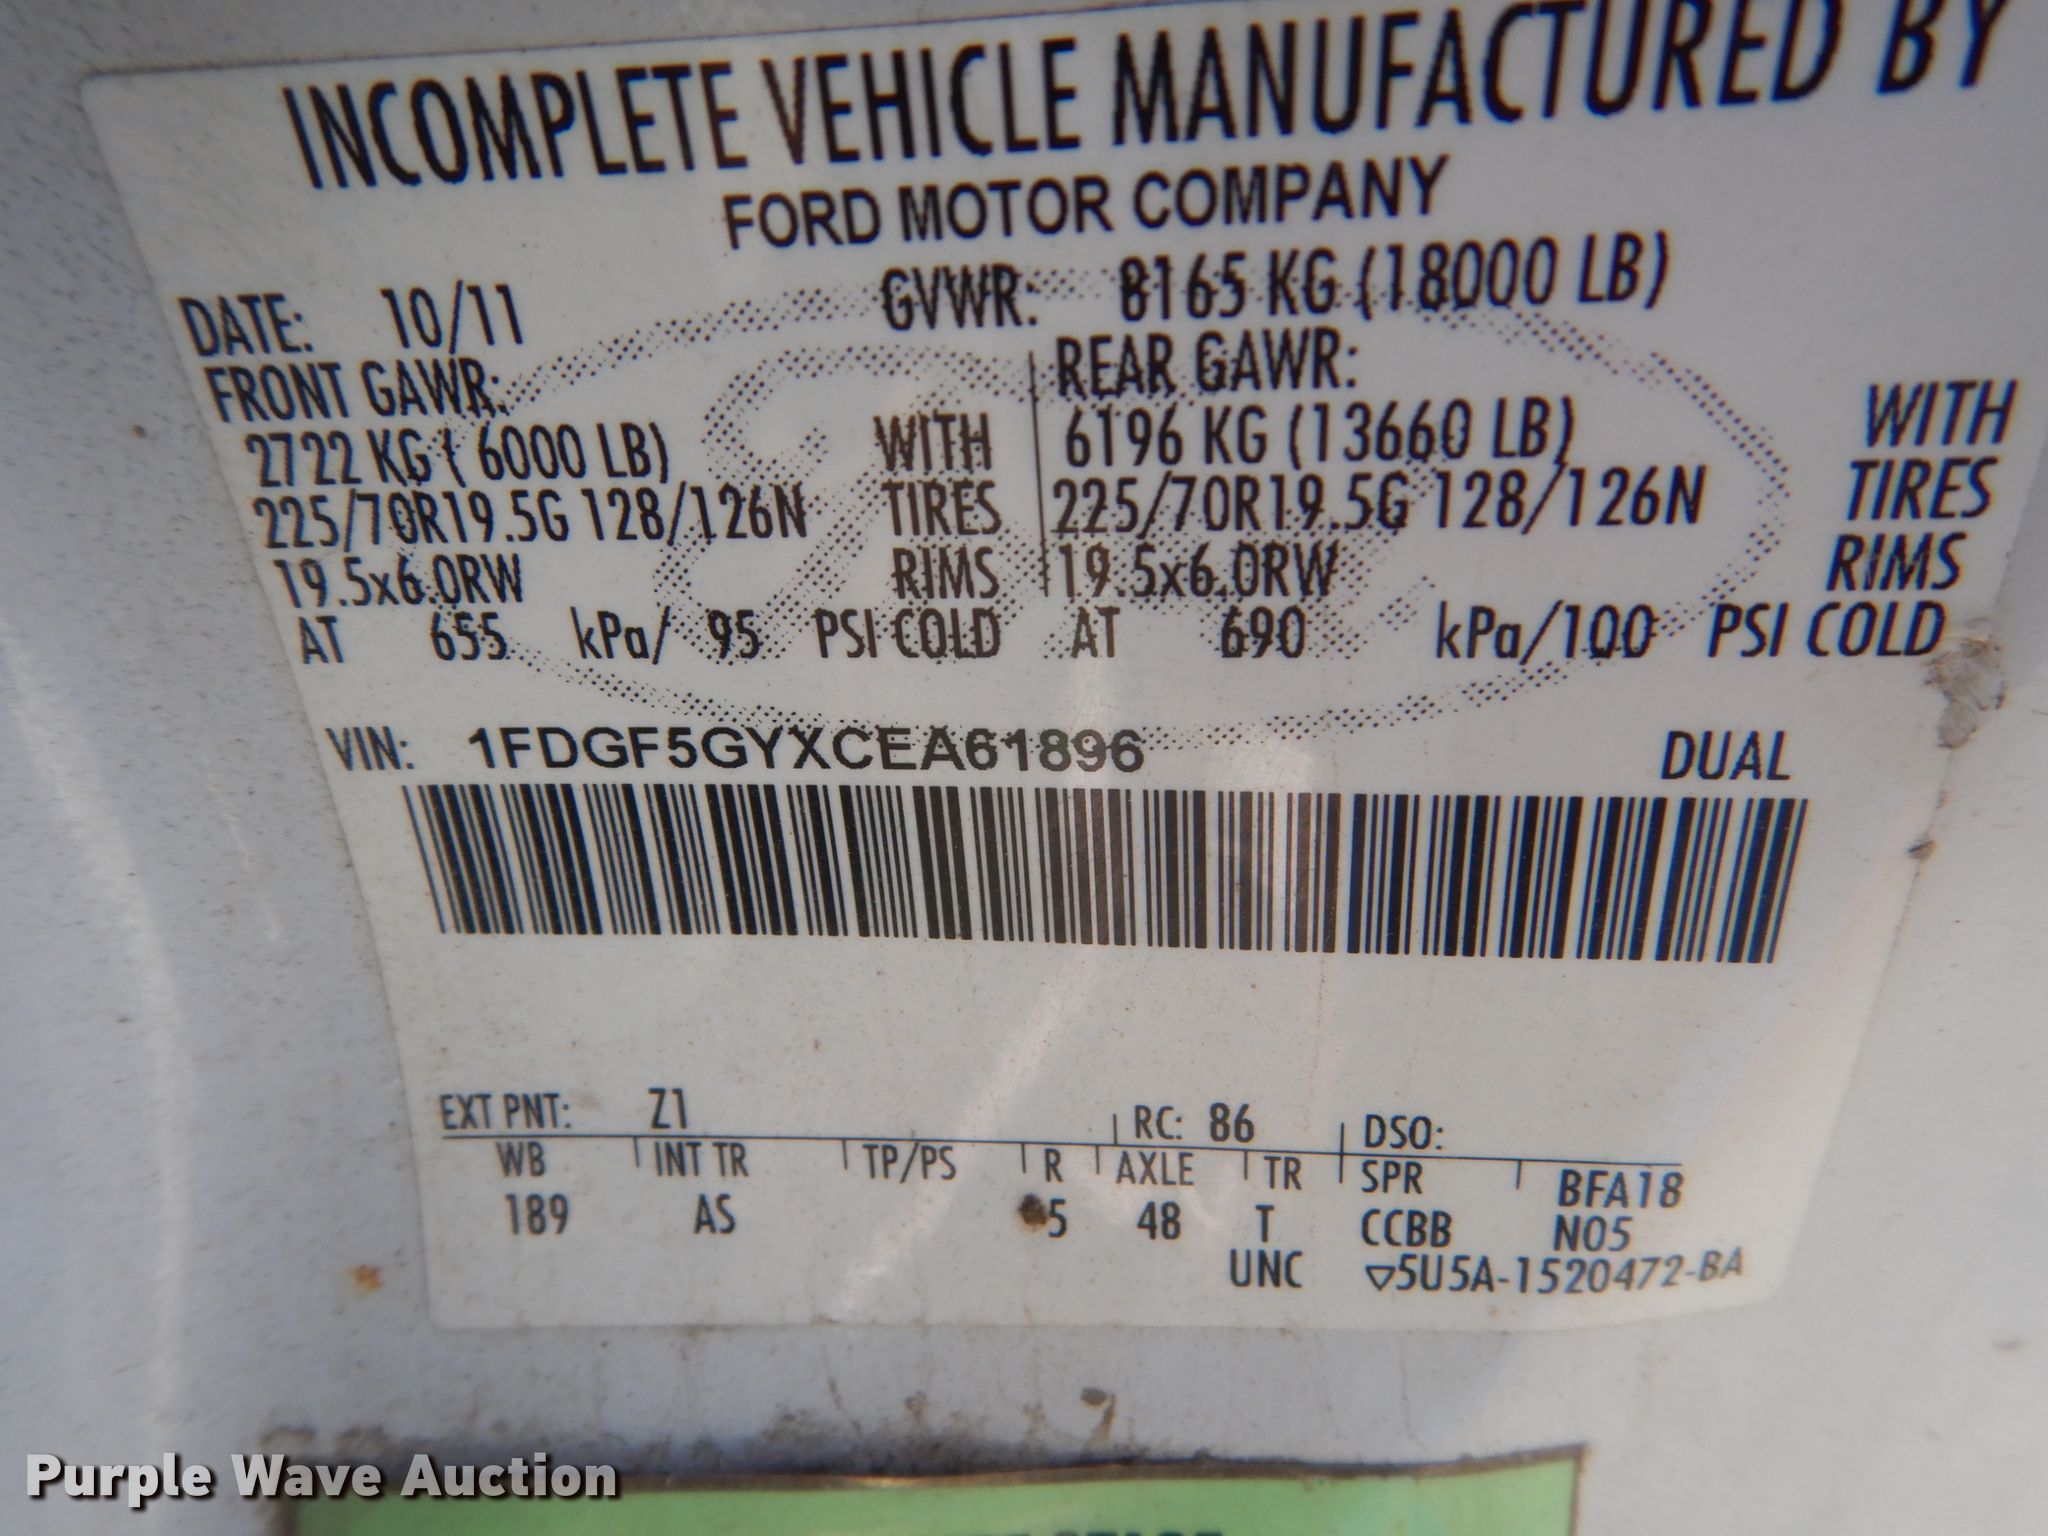 INCOMPLETE VEHICLE MANUFACTURED BY
FORD MOTOR COMPANY
DATE: 10/11 GVWR: 8165 KG (18000 LB)
FRONT GAWR: REAR GAWR:
2722 KG ( 6000 LB) WITH 6196 KG (13660 LB) WITH
225/70R19.5G 128/126N TIRES 225/70R19.5G 128/126N TIRES
19.5x6.0RW RIMS 19.5x6.0RW RIMS
AT 655 kPa/ 95 PSI COLD AT 690 kPa/100 PSI COLD
VIN: 1FDGF5GYXCEA61896 DUAL
EXT PNT: Z1 RC: 86 DSO:
WB INT TR TP/PS R AXLE TR SPR BFA18
189 AS 5 48 T CCBB N05
UNC ▽5U5A-1520472-BA
Purple Wave Auction